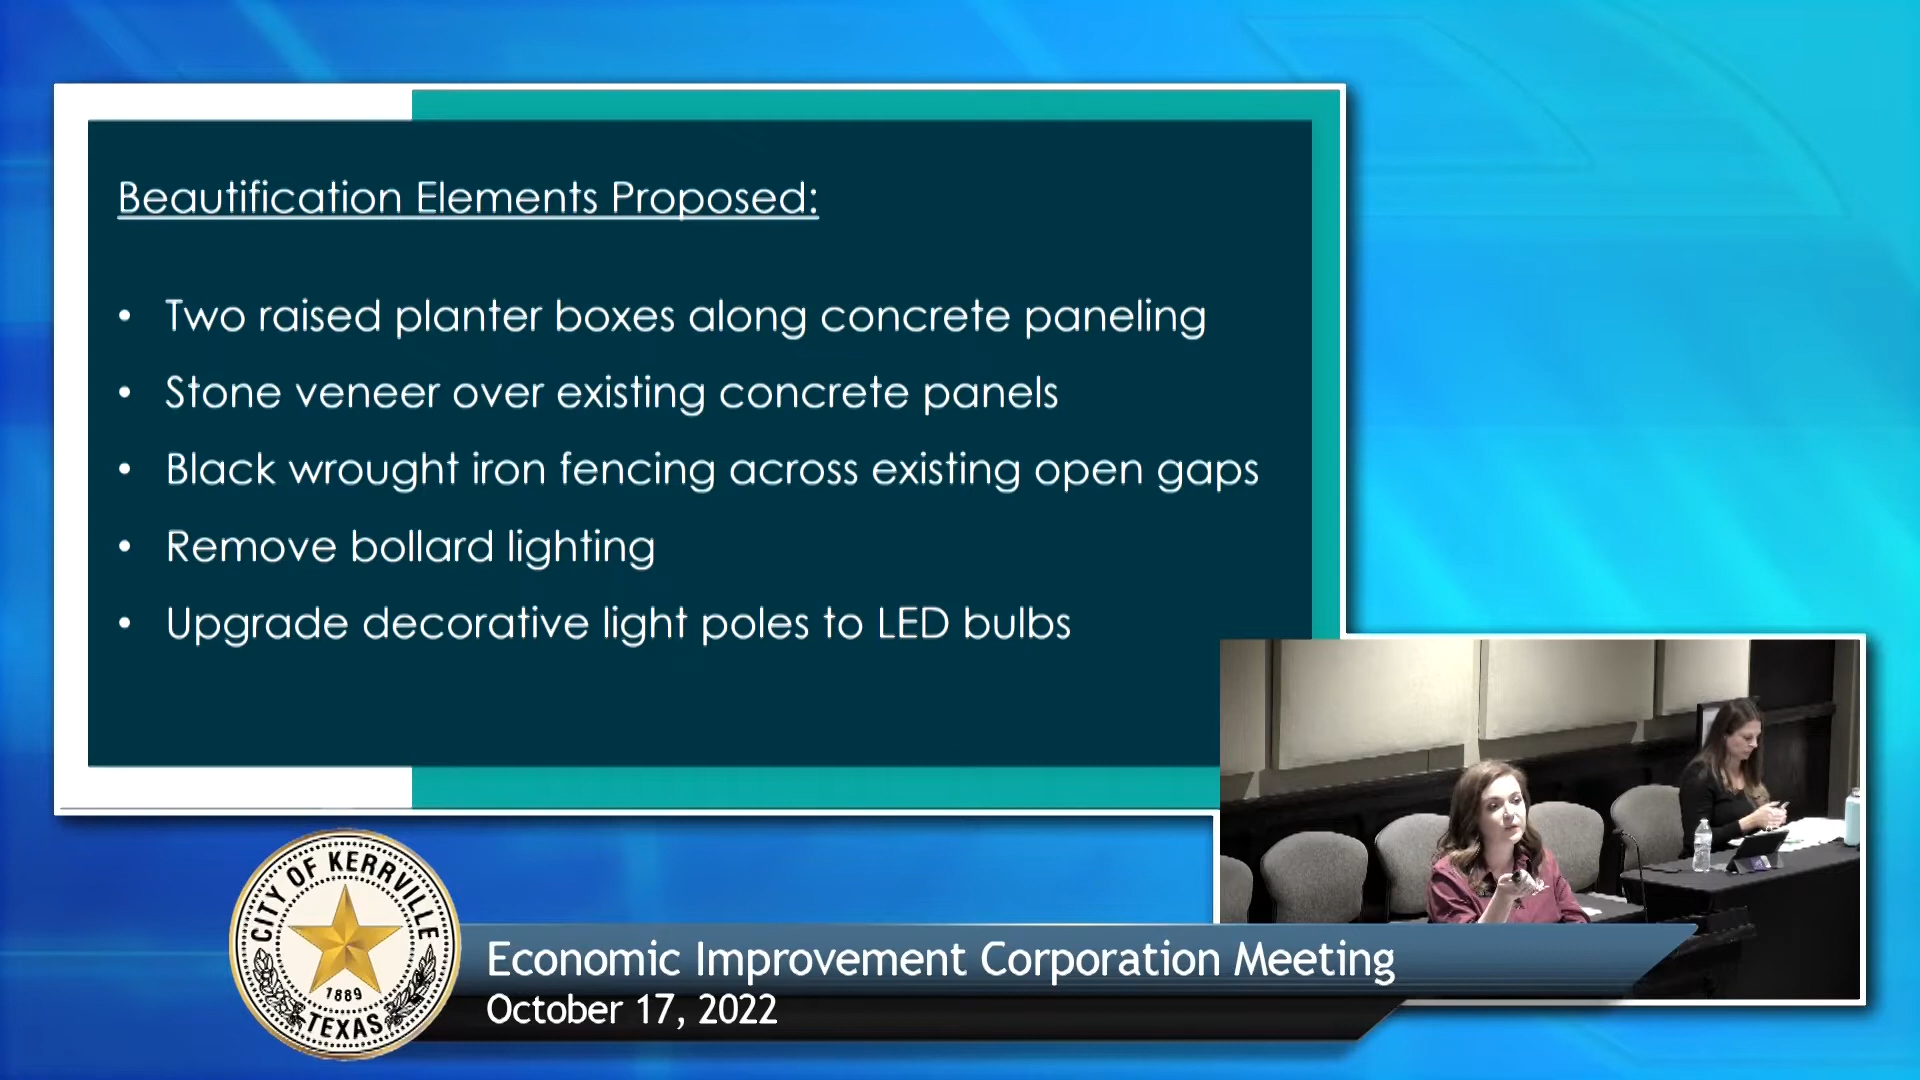 Beautification Elements Proposed:
• Two raised planter boxes along concrete paneling
• Stone veneer over existing concrete panels
• Black wrought iron fencing across existing open gaps
• Remove bollard lighting
• Upgrade decorative light poles to LED bulbs
CITY OF KERRVILLE
1889
TEXAS
Economic Improvement Corporation Meeting
October 17, 2022